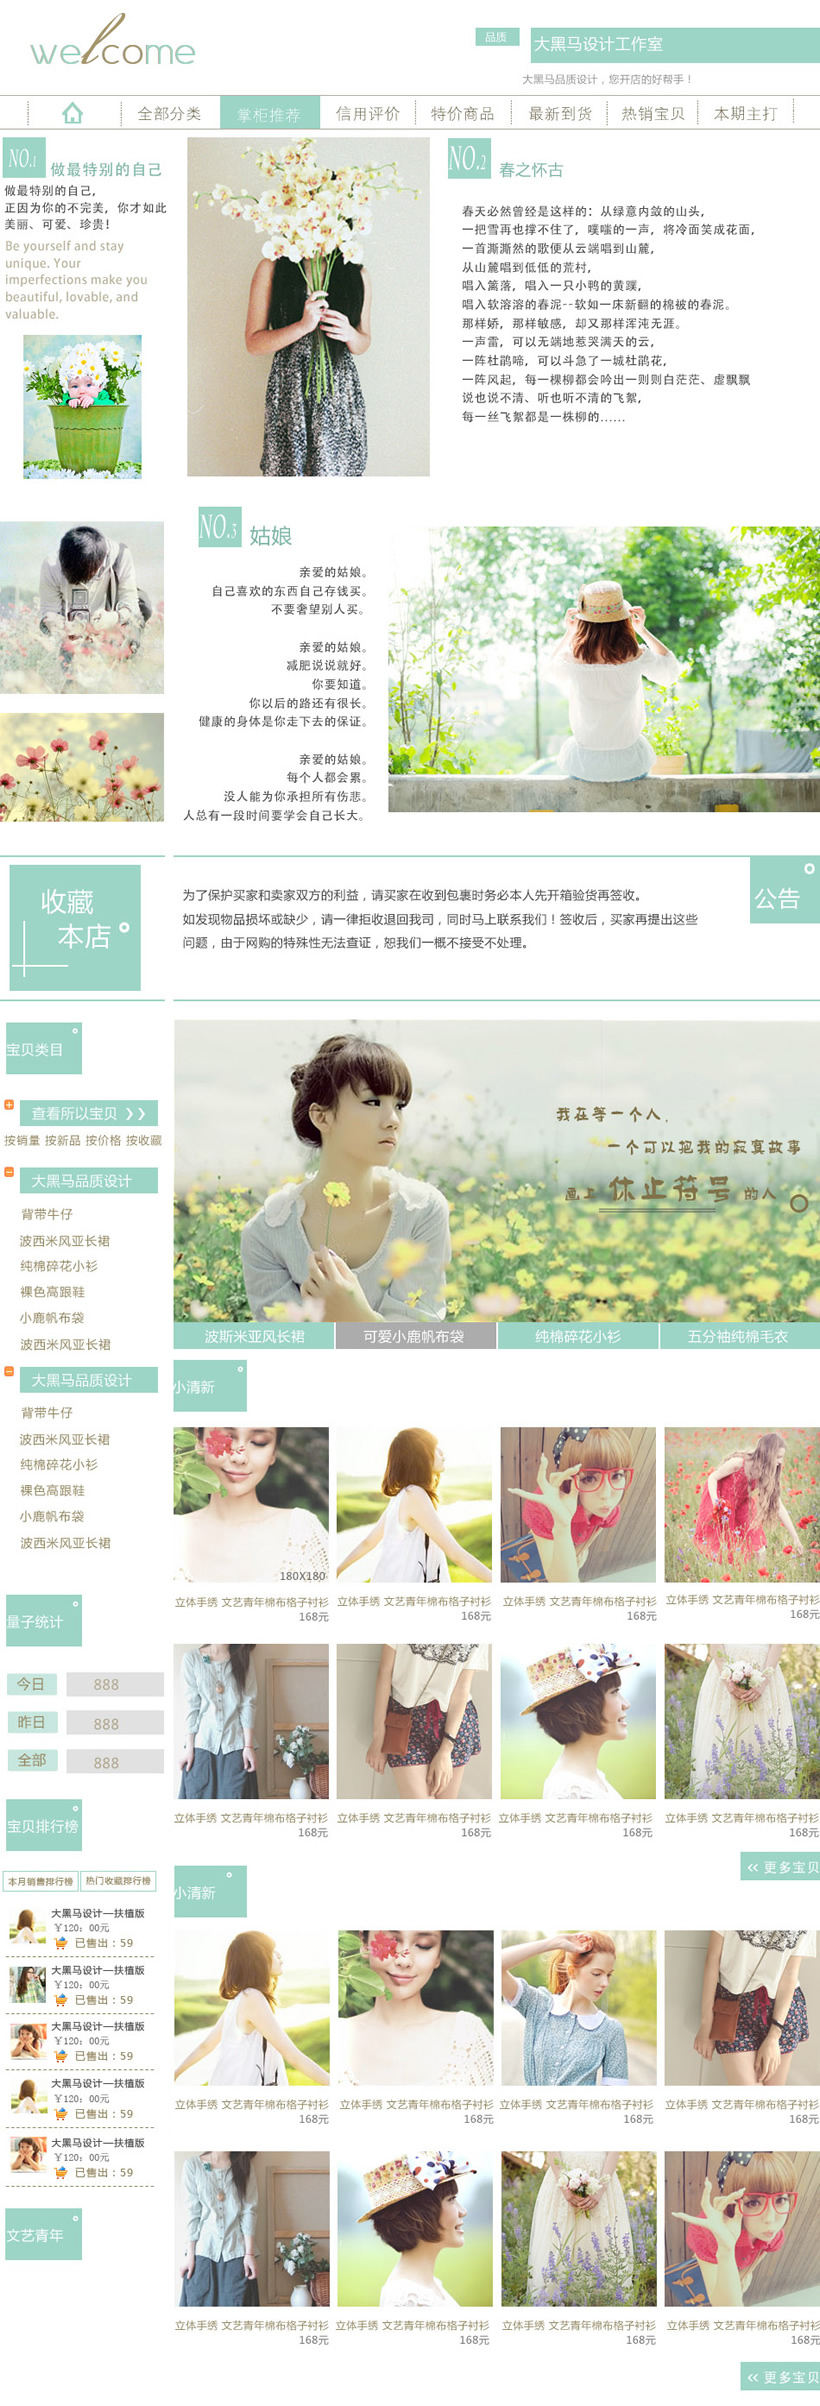 welcome
品质
大黑马设计工作室
大黑马品质设计，您开店的好帮手！
全部分类
掌柜推荐
信用评价
特价商品
最新到货
热销宝贝
本期主打
NO.1
做最特别的自己
做最特别的自己，
正因为你的不完美，你才如此
美丽、可爱、珍贵！
Be yourself and stay
unique. Your
imperfections make you
beautiful, lovable, and
valuable.
NO.2
春之怀古
春天必然曾经是这样的：从绿意内敛的山头，
一把雪再也撑不住了，噗嗤的一声，将冷面笑成花面，
一首澌澌然的歌便从云端唱到山麓，
从山麓唱到低低的荒村，
唱入篱落，唱入一只小鸭的黄蹼，
唱入软溶溶的春泥--软如一床新翻的棉被的春泥。
那样娇，那样敏感，却又那样浑沌无涯。
一声雷，可以无端地惹哭满天的云，
一阵杜鹃啼，可以斗急了一城杜鹃花，
一阵风起，每一棵柳都会吟出一则则白茫茫、虚飘飘
说也说不清、听也听不清的飞絮，
每一丝飞絮都是一株柳的……
NO.3
姑娘
亲爱的姑娘。
自己喜欢的东西自己存钱买。
不要奢望别人买。
亲爱的姑娘。
减肥说说就好。
你要知道。
你以后的路还有很长。
健康的身体是你走下去的保证。
亲爱的姑娘。
每个人都会累。
没人能为你承担所有伤悲。
人总有一段时间要学会自己长大。
收藏
本店
为了保护买家和卖家双方的利益，请买家在收到包裹时务必本人先开箱验货再签收。
如发现物品损坏或缺少，请一律拒收退回我司，同时马上联系我们！签收后，买家再提出这些
问题，由于网购的特殊性无法查证，恕我们一概不接受不处理。
公告
宝贝类目
查看所以宝贝 》》
按销量 按新品 按价格 按收藏
大黑马品质设计
背带牛仔
波西米风亚长裙
纯棉碎花小衫
裸色高跟鞋
小鹿帆布袋
波西米风亚长裙
大黑马品质设计
背带牛仔
波西米风亚长裙
纯棉碎花小衫
裸色高跟鞋
小鹿帆布袋
波西米风亚长裙
量子统计
今日 888
昨日 888
全部 888
宝贝排行榜
本月销售排行榜 热门收藏排行榜
大黑马设计—扶植版
￥120：00元
已售出：59
大黑马设计—扶植版
￥120：00元
已售出：59
大黑马设计—扶植版
￥120：00元
已售出：59
大黑马设计—扶植版
￥120：00元
已售出：59
大黑马设计—扶植版
￥120：00元
已售出：59
文艺青年
我在等一个人，
一个可以把我的寂寞故事
画上 休止符号 的人
波斯米亚风长裙
可爱小鹿帆布袋
纯棉碎花小衫
五分袖纯棉毛衣
小清新
180X180
立体手绣 文艺青年棉布格子衬衫
168元
立体手绣 文艺青年棉布格子衬衫
168元
立体手绣 文艺青年棉布格子衬衫
168元
立体手绣 文艺青年棉布格子衬衫
168元
立体手绣 文艺青年棉布格子衬衫
168元
立体手绣 文艺青年棉布格子衬衫
168元
立体手绣 文艺青年棉布格子衬衫
168元
立体手绣 文艺青年棉布格子衬衫
168元
《 更多宝贝
小清新
立体手绣 文艺青年棉布格子衬衫
168元
立体手绣 文艺青年棉布格子衬衫
168元
立体手绣 文艺青年棉布格子衬衫
168元
立体手绣 文艺青年棉布格子衬衫
168元
立体手绣 文艺青年棉布格子衬衫
168元
立体手绣 文艺青年棉布格子衬衫
168元
立体手绣 文艺青年棉布格子衬衫
168元
立体手绣 文艺青年棉布格子衬衫
168元
《 更多宝贝